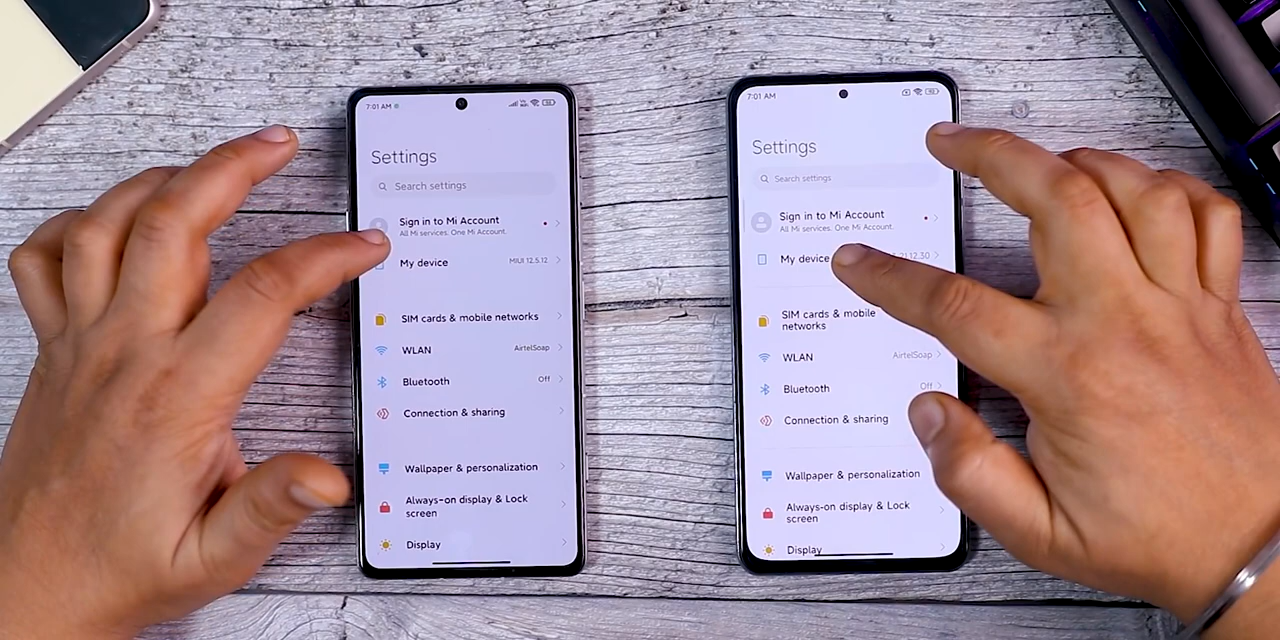 7:01 AM
Settings
Search settings
Sign in to Mi Account
All Mi services. One Mi Account.
My device
MIUI 12.5.12
SIM cards & mobile networks
WLAN
AirtelSoap
Bluetooth
Off
Connection & sharing
Wallpaper & personalization
Always-on display & Lock
screen
Display
7:01 AM
Settings
Search settings
Sign in to Mi Account
All Mi services. One Mi Account.
My device
21.12.30
SIM cards & mobile
networks
WLAN
AirtelSoap
Bluetooth
Off
Connection & sharing
Wallpaper & personalization
Always-on display & Lock
screen
Display